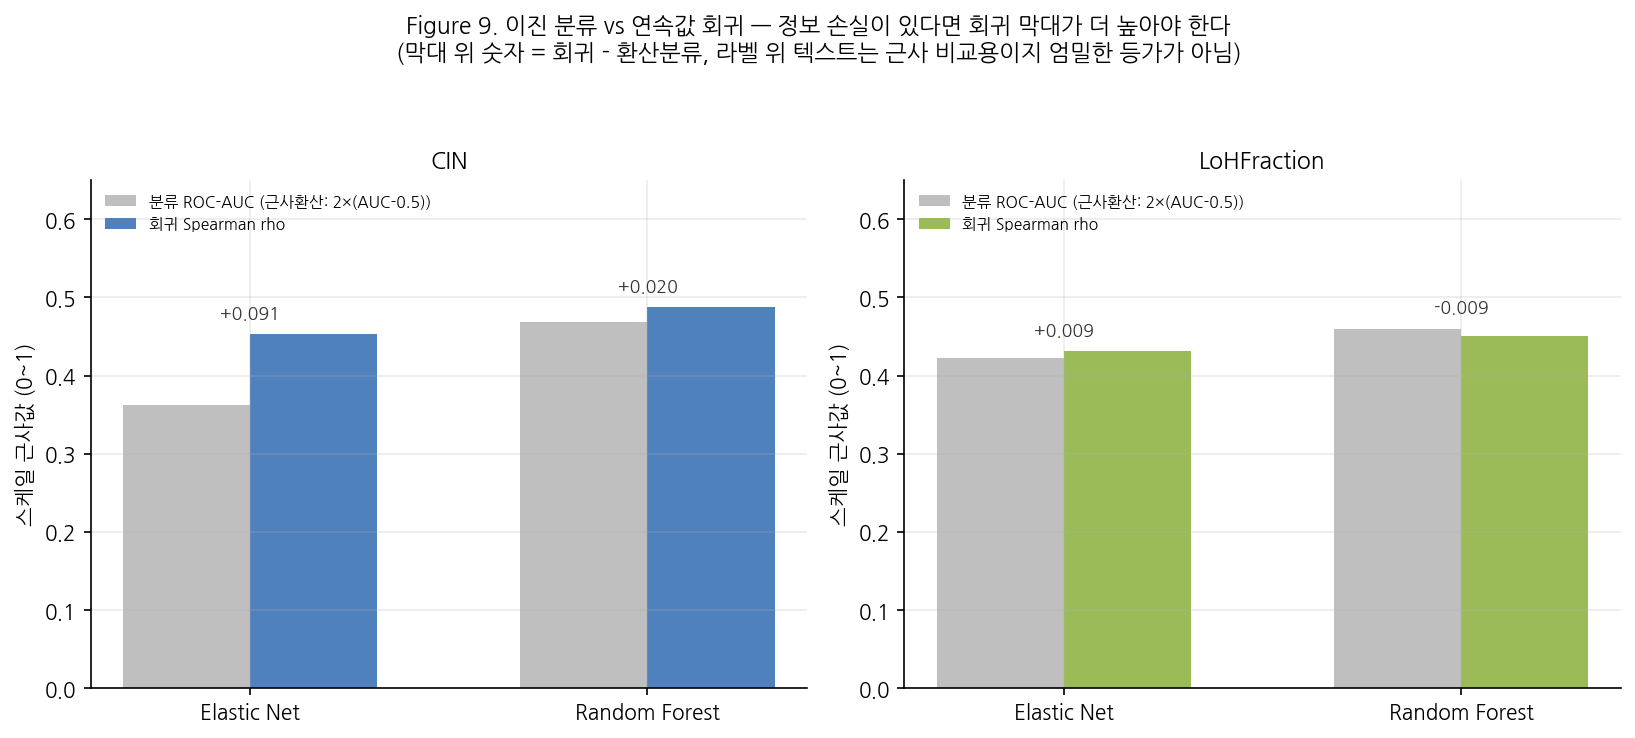 Figure 9. 이진 분류 vs 연속값 회귀 — 정보 손실이 있다면 회귀 막대가 더 높아야 한다
(막대 위 숫자 = 회귀 - 환산분류, 라벨 위 텍스트는 근사 비교용이지 엄밀한 등가가 아님)
CIN
분류 ROC-AUC (근사환산: 2×(AUC-0.5))
회귀 Spearman rho
스케일 근사값 (0~1)
0.6
0.5
0.4
0.3
0.2
0.1
0.0
+0.091
+0.020
Elastic Net
Random Forest
LoHFraction
분류 ROC-AUC (근사환산: 2×(AUC-0.5))
회귀 Spearman rho
스케일 근사값 (0~1)
0.6
0.5
0.4
0.3
0.2
0.1
0.0
+0.009
-0.009
Elastic Net
Random Forest